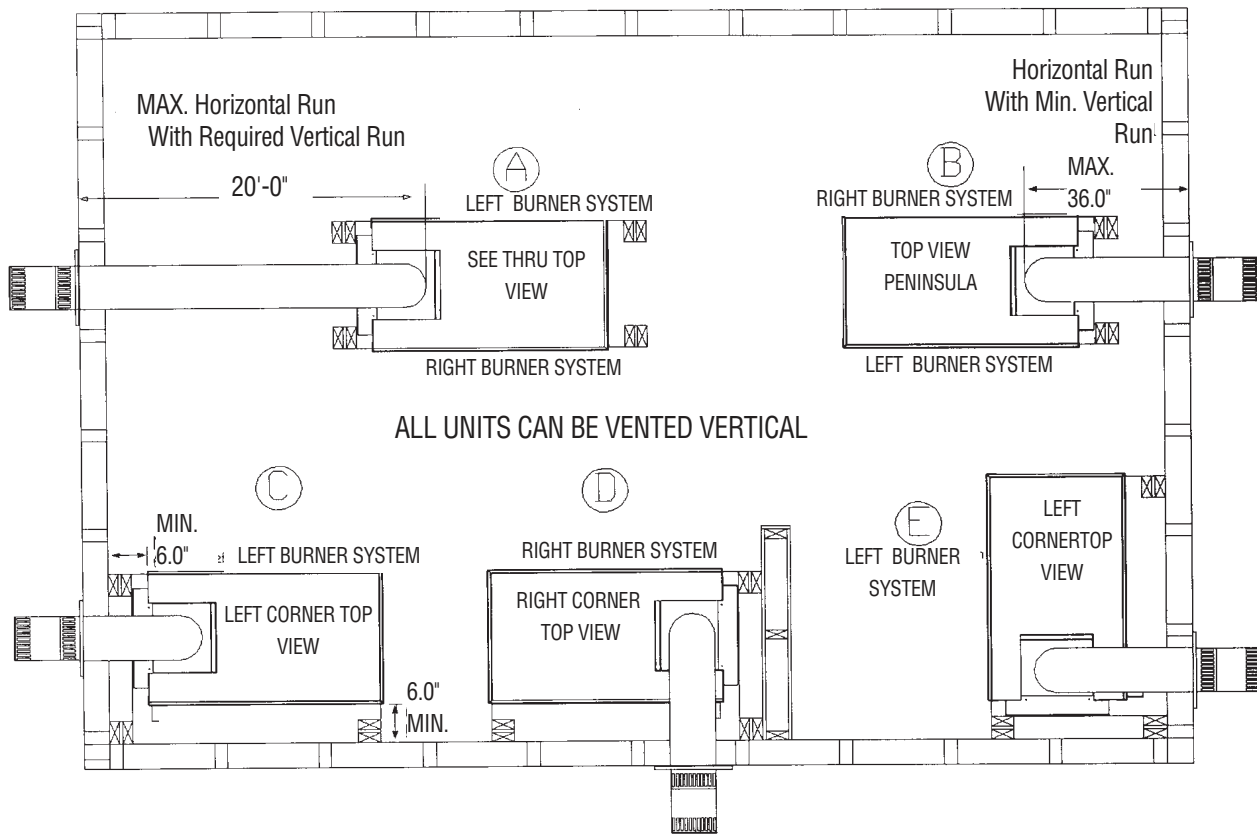 MAX. Horizontal Run
With Required Vertical Run
20'-0"
A
LEFT BURNER SYSTEM
SEE THRU TOP
VIEW
RIGHT BURNER SYSTEM
Horizontal Run
With Min. Vertical
Run
B
MAX.
36.0"
RIGHT BURNER SYSTEM
TOP VIEW
PENINSULA
LEFT BURNER SYSTEM
ALL UNITS CAN BE VENTED VERTICAL
C
MIN.
6.0"
LEFT BURNER SYSTEM
LEFT CORNER TOP
VIEW
6.0"
MIN.
D
RIGHT BURNER SYSTEM
RIGHT CORNER
TOP VIEW
E
LEFT BURNER
SYSTEM
LEFT
CORNERTOP
VIEW